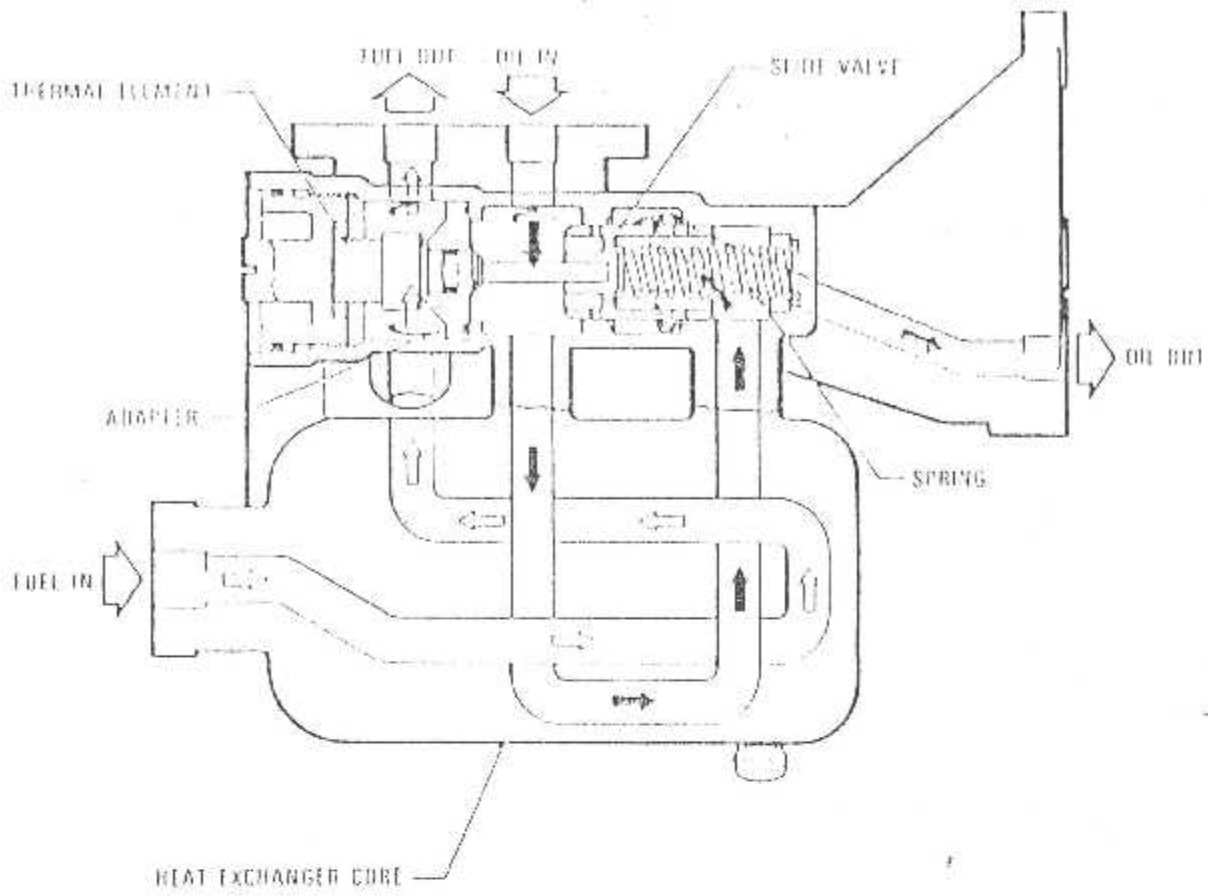 FUEL OUT
OIL IN
SLIDE VALVE
THERMAL ELEMENT
OIL OUT
ADAPTER
SPRING
FUEL IN
HEAT EXCHANGER CORE